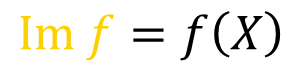 Im f = f(X)